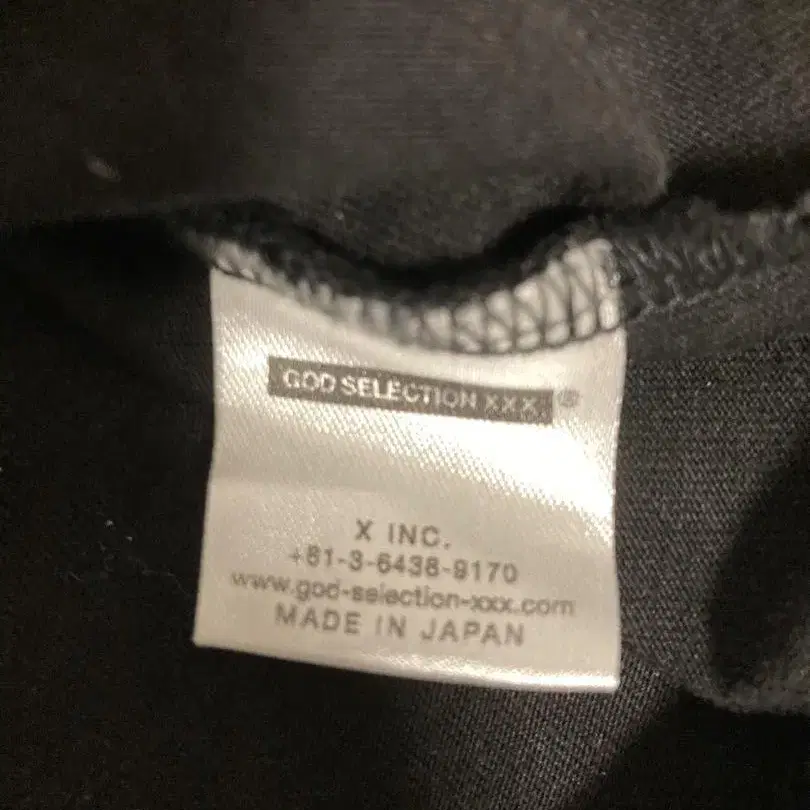 GOD SELECTION XXX.®
X INC.
+81-3-6438-9170
www.god-selection-xxx.com
MADE IN JAPAN